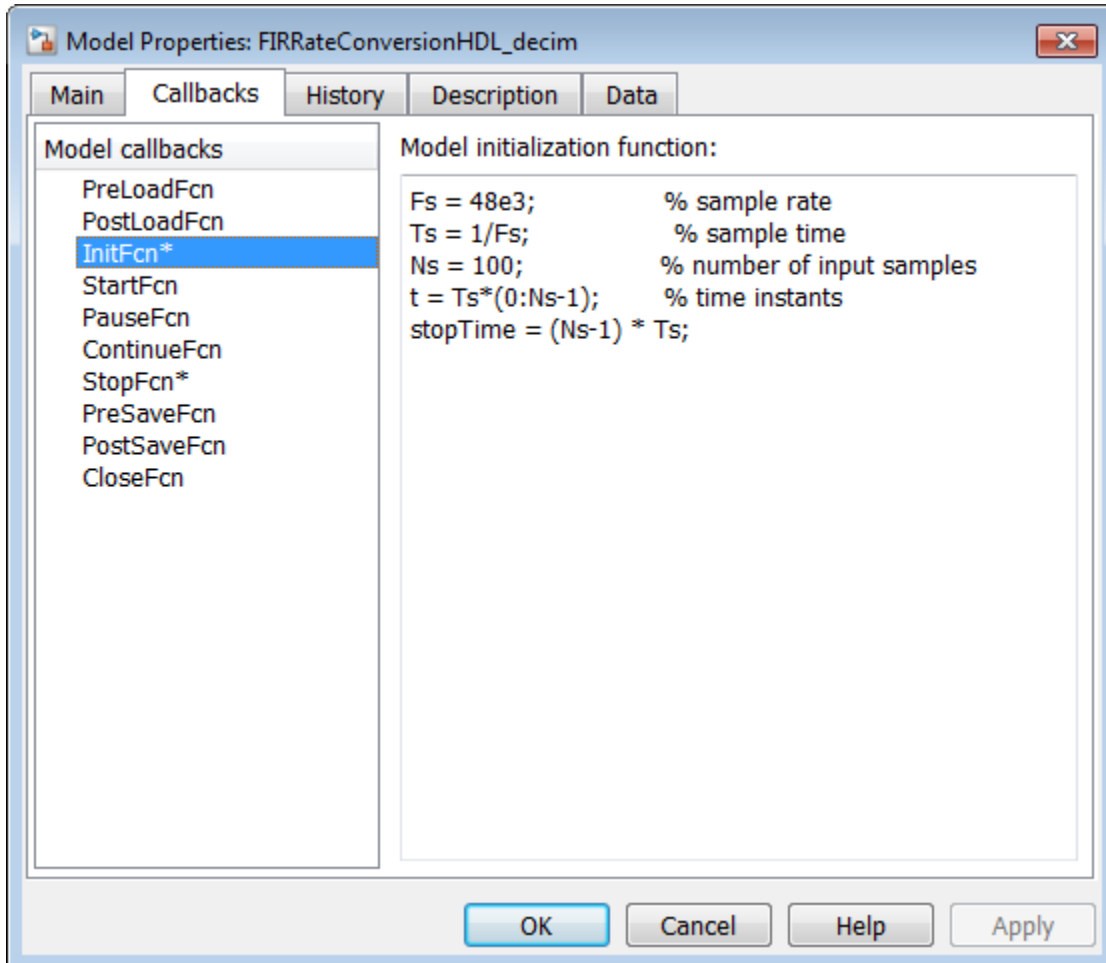 Model Properties: FIRRateConversionHDL_decim
Main Callbacks History Description Data
Model callbacks
PreLoadFcn
PostLoadFcn
InitFcn*
StartFcn
PauseFcn
ContinueFcn
StopFcn*
PreSaveFcn
PostSaveFcn
CloseFcn
Model initialization function:
Fs = 48e3; % sample rate
Ts = 1/Fs; % sample time
Ns = 100; % number of input samples
t = Ts*(0:Ns-1); % time instants
stopTime = (Ns-1) * Ts;
OK Cancel Help Apply